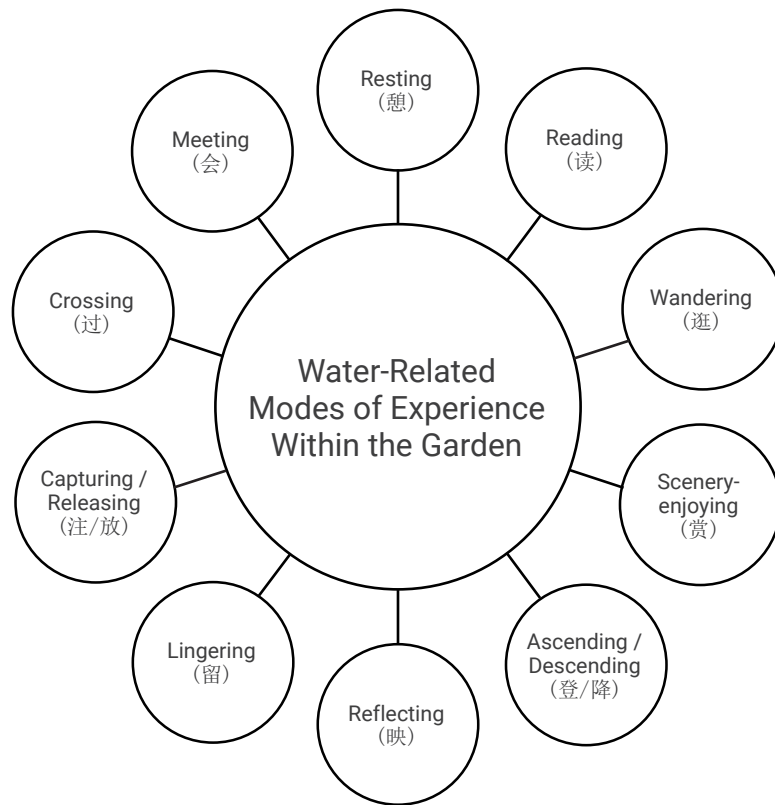 Resting
(憩)
Reading
(读)
Wandering
(逛)
Scenery-
enjoying
(赏)
Ascending /
Descending
(登/降)
Reflecting
(映)
Lingering
(留)
Capturing /
Releasing
(注/放)
Crossing
(过)
Meeting
(会)
Water-Related
Modes of Experience
Within the Garden